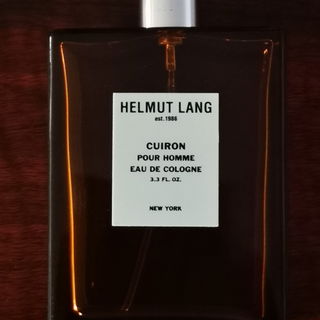 HELMUT LANG
est. 1986
CUIRON
POUR HOMME
EAU DE COLOGNE
3.3 FL. OZ.
NEW YORK